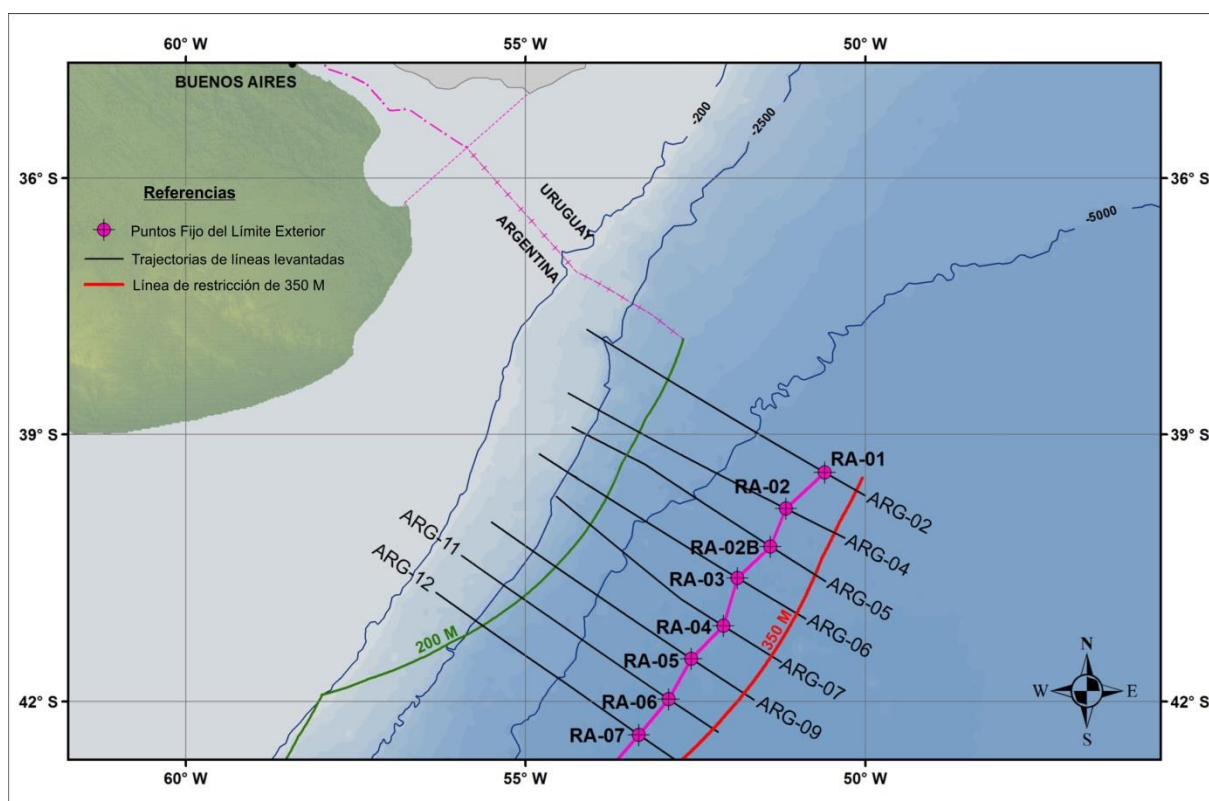 60° W
55° W
50° W
BUENOS AIRES
-200
-2500
36° S
36° S
Referencias
Puntos Fijo del Límite Exterior
Trajectorias de líneas levantadas
Línea de restricción de 350 M
URUGUAY
ARGENTINA
-5000
39° S
39° S
RA-01
RA-02
ARG-02
RA-02B
ARG-04
ARG-11
RA-03
ARG-05
ARG-12
RA-04
ARG-06
200 M
350 M
RA-05
ARG-07
42° S
RA-06
ARG-09
42° S
RA-07
N
W
E
S
60° W
55° W
50° W